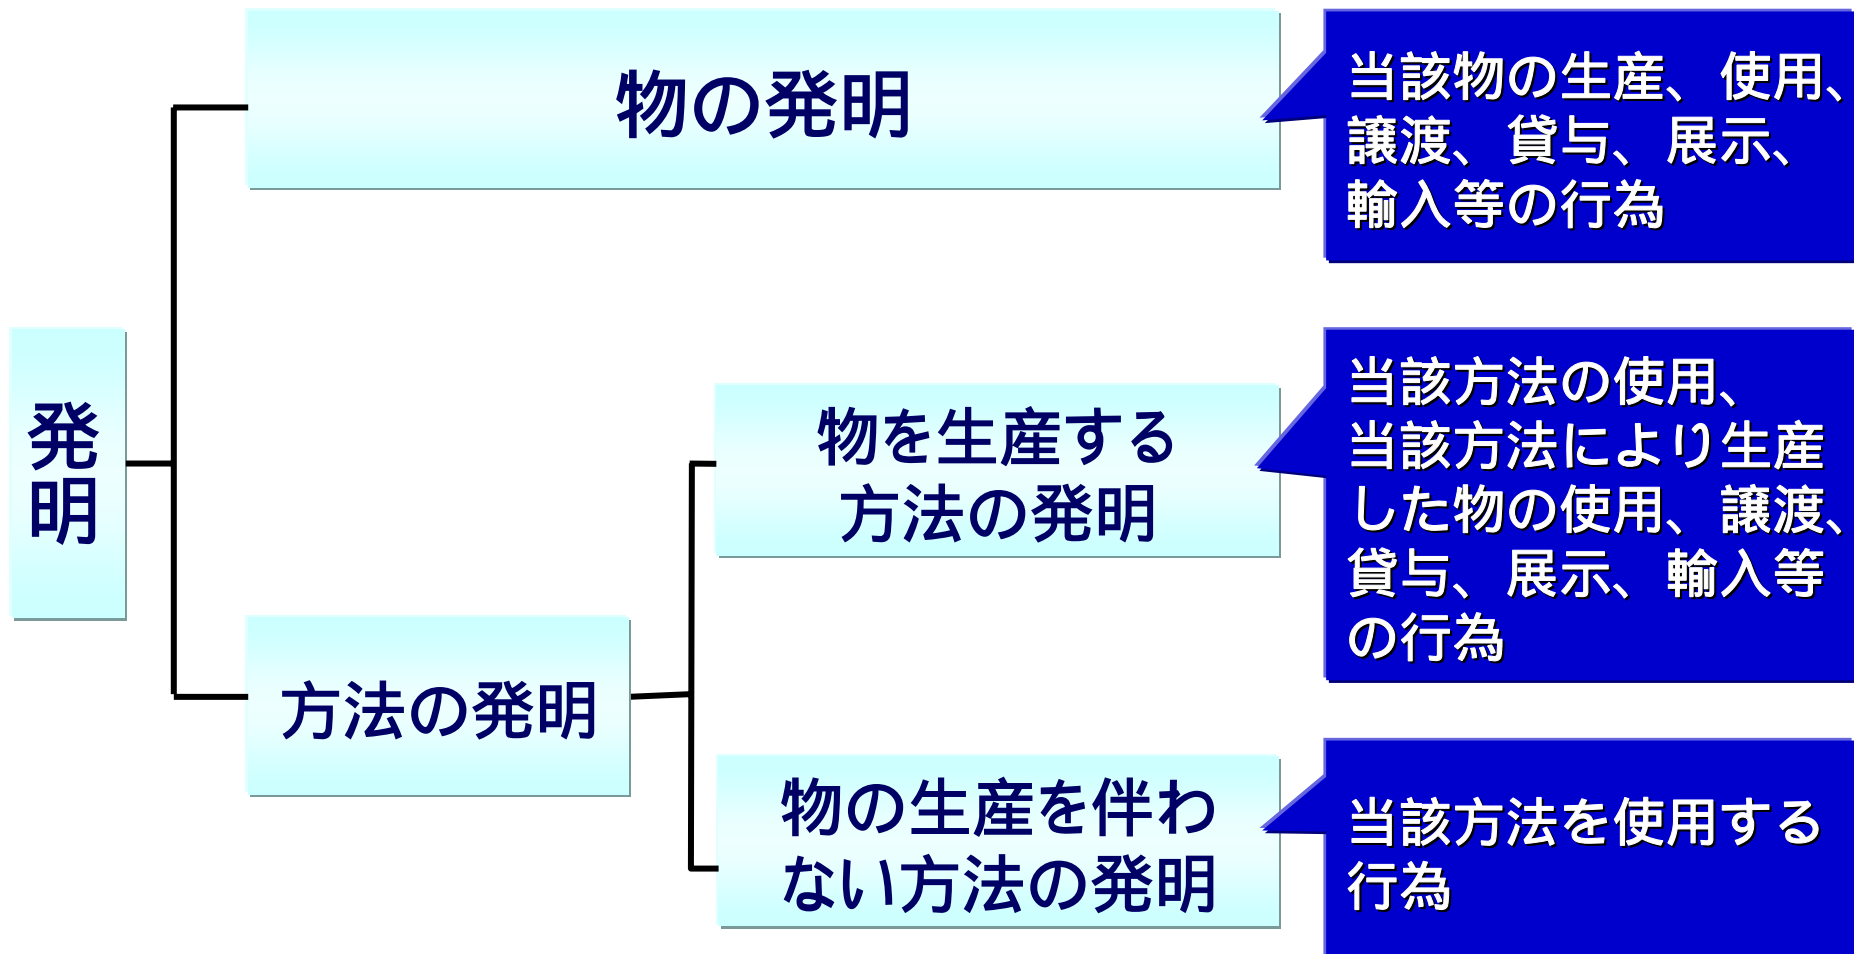 物の発明
当該物の生産、使用、
譲渡、貸与、展示、
輸入等の行為
発
明
物を生産する
方法の発明
当該方法の使用、
当該方法により生産
した物の使用、譲渡、
貸与、展示、輸入等
の行為
方法の発明
物の生産を伴わ
ない方法の発明
当該方法を使用する
行為